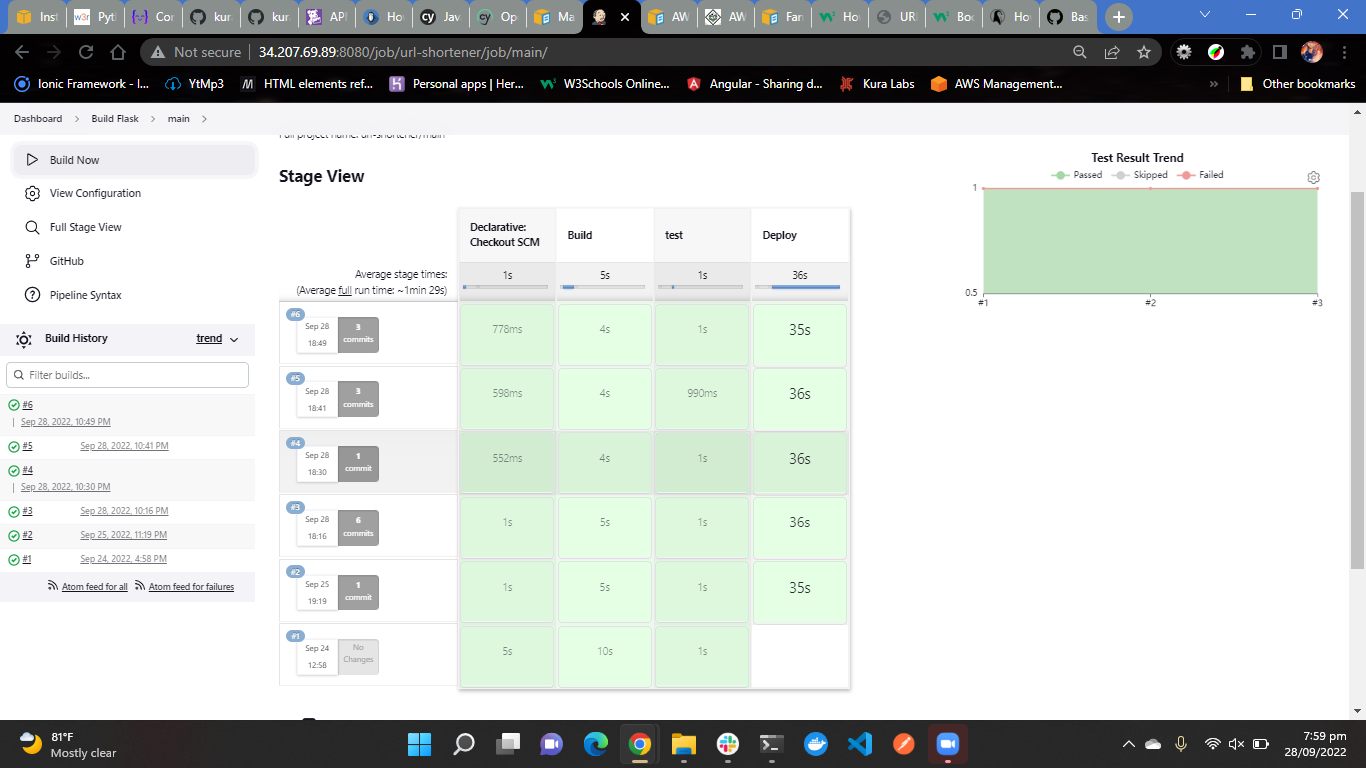 Inst
Pyth
Cor
kura
kura
API
Ho
Jav
Op
Ma
AW
AW
Far
Ho
URI
Boo
Ho
Bas
Not secure
34.207.69.89:8080/job/url-shortener/job/main/
Ionic Framework - I...
YtMp3
HTML elements ref...
Personal apps | Her...
W3Schools Online...
Angular - Sharing d...
Kura Labs
AWS Management...
Other bookmarks
Dashboard
Build Flask
main
Full project name: url-shortener/main
Build Now
View Configuration
Full Stage View
GitHub
Pipeline Syntax
Build History
trend
Filter builds...
#6
| Sep 28, 2022, 10:49 PM
#5 Sep 28, 2022, 10:41 PM
#4
| Sep 28, 2022, 10:30 PM
#3 Sep 28, 2022, 10:16 PM
#2 Sep 25, 2022, 11:19 PM
#1 Sep 24, 2022, 4:58 PM
Atom feed for all
Atom feed for failures
Stage View
Declarative:
Checkout SCM
Build
test
Deploy
Average stage times:
(Average full run time: ~1min 29s)
1s
5s
1s
36s
#6
Sep 28
18:49
3
commits
778ms
4s
1s
35s
#5
Sep 28
18:41
3
commits
598ms
4s
990ms
36s
#4
Sep 28
18:30
1
commit
552ms
4s
1s
36s
#3
Sep 28
18:16
6
commits
1s
5s
1s
36s
#2
Sep 25
19:19
1
commit
1s
5s
1s
35s
#1
Sep 24
12:58
No
Changes
5s
10s
1s
Test Result Trend
Passed
Skipped
Failed
1
0.5
#1
#2
#3
81°F
Mostly clear
7:59 pm
28/09/2022